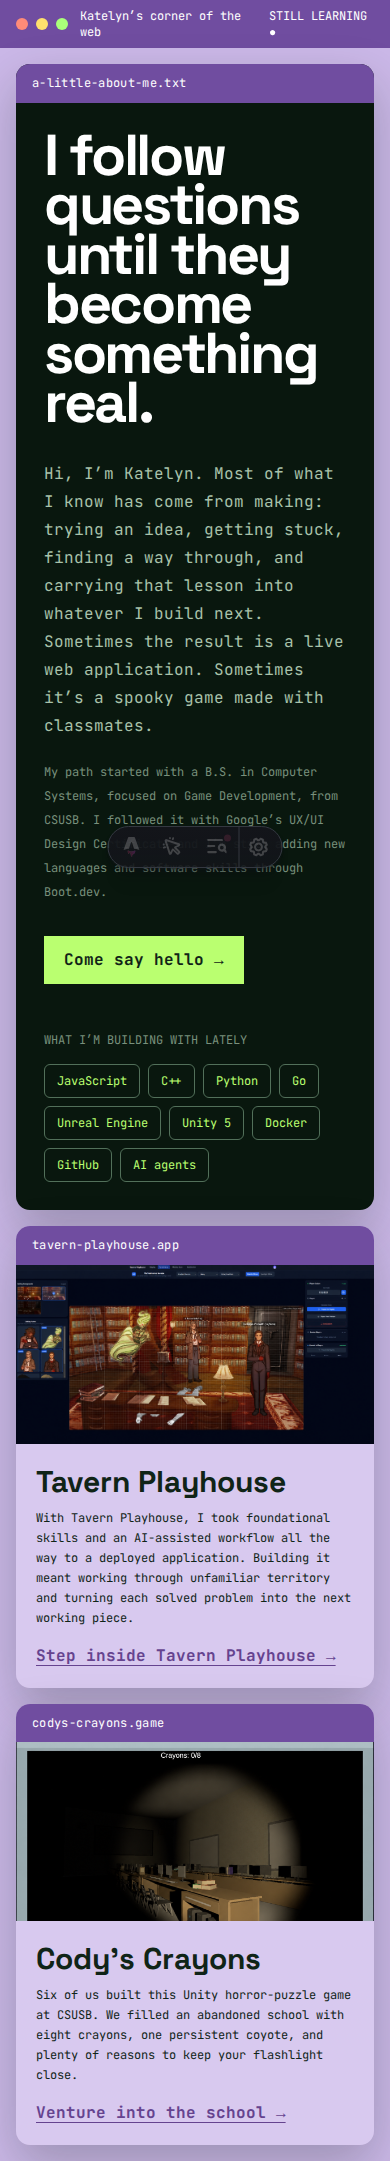 Katelyn’s corner of the
web
STILL LEARNING
a-little-about-me.txt
I follow
questions
until they
become
something
real.
Hi, I’m Katelyn. Most of what
I know has come from making:
trying an idea, getting stuck,
finding a way through, and
carrying that lesson into
whatever I build next.
Sometimes the result is a live
web application. Sometimes
it’s a spooky game made with
classmates.
My path started with a B.S. in Computer
Systems, focused on Game Development, from
CSUSB. I followed it with Google’s UX/UI
Design adding new
languages and software skills through
Boot.dev.
Come say hello →
WHAT I’M BUILDING WITH LATELY
JavaScript C++ Python Go
Unreal Engine Unity 5 Docker
GitHub AI agents
tavern-playhouse.app
Tavern Playhouse
With Tavern Playhouse, I took foundational
skills and an AI-assisted workflow all the
way to a deployed application. Building it
meant working through unfamiliar territory
and turning each solved problem into the next
working piece.
Step inside Tavern Playhouse →
codys-crayons.game
Crayons: 0/8
Cody’s Crayons
Six of us built this Unity horror-puzzle game
at CSUSB. We filled an abandoned school with
eight crayons, one persistent coyote, and
plenty of reasons to keep your flashlight
close.
Venture into the school →